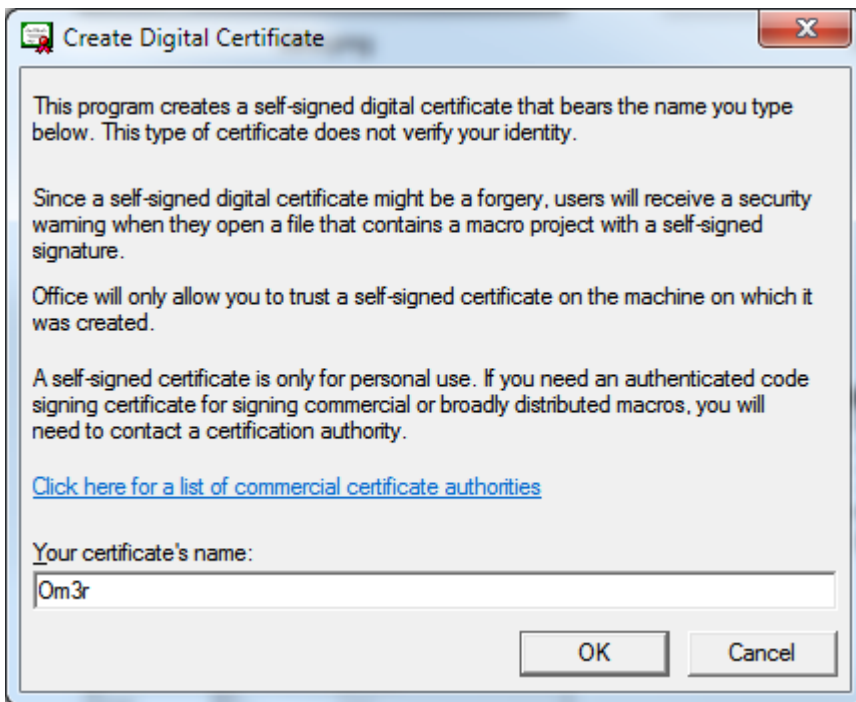 Create Digital Certificate
This program creates a self-signed digital certificate that bears the name you type
below. This type of certificate does not verify your identity.
Since a self-signed digital certificate might be a forgery, users will receive a security
warning when they open a file that contains a macro project with a self-signed
signature.
Office will only allow you to trust a self-signed certificate on the machine on which it
was created.
A self-signed certificate is only for personal use. If you need an authenticated code
signing certificate for signing commercial or broadly distributed macros, you will
need to contact a certification authority.
Click here for a list of commercial certificate authorities
Your certificate's name:
Om3r
OK Cancel